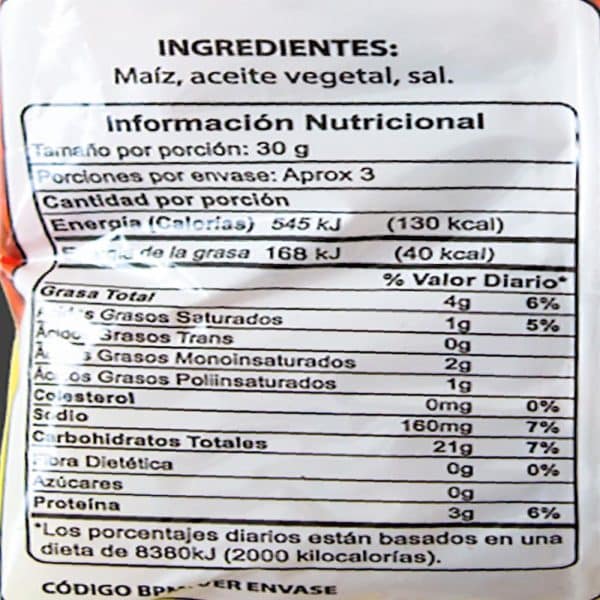 INGREDIENTES:
Maíz, aceite vegetal, sal.
Información Nutricional
Tamaño por porción: 30 g
Porciones por envase: Aprox 3
Cantidad por porción
Energía (Calorías) 545 kJ (130 kcal)
de la grasa 168 kJ (40 kcal)
% Valor Diario*
Grasa Total 4g 6%
Grasos Saturados 1g 5%
Ácidos Grasos Trans 0g
Grasos Monoinsaturados 2g
Ácidos Grasos Poliinsaturados 1g
Colesterol 0mg 0%
Sodio 160mg 7%
Carbohidratos Totales 21g 7%
Fibra Dietética 0g 0%
Azúcares 0g
Proteína 3g 6%
*Los porcentajes diarios están basados en una
dieta de 8380kJ (2000 kilocalorías).
CÓDIGO ENVASE